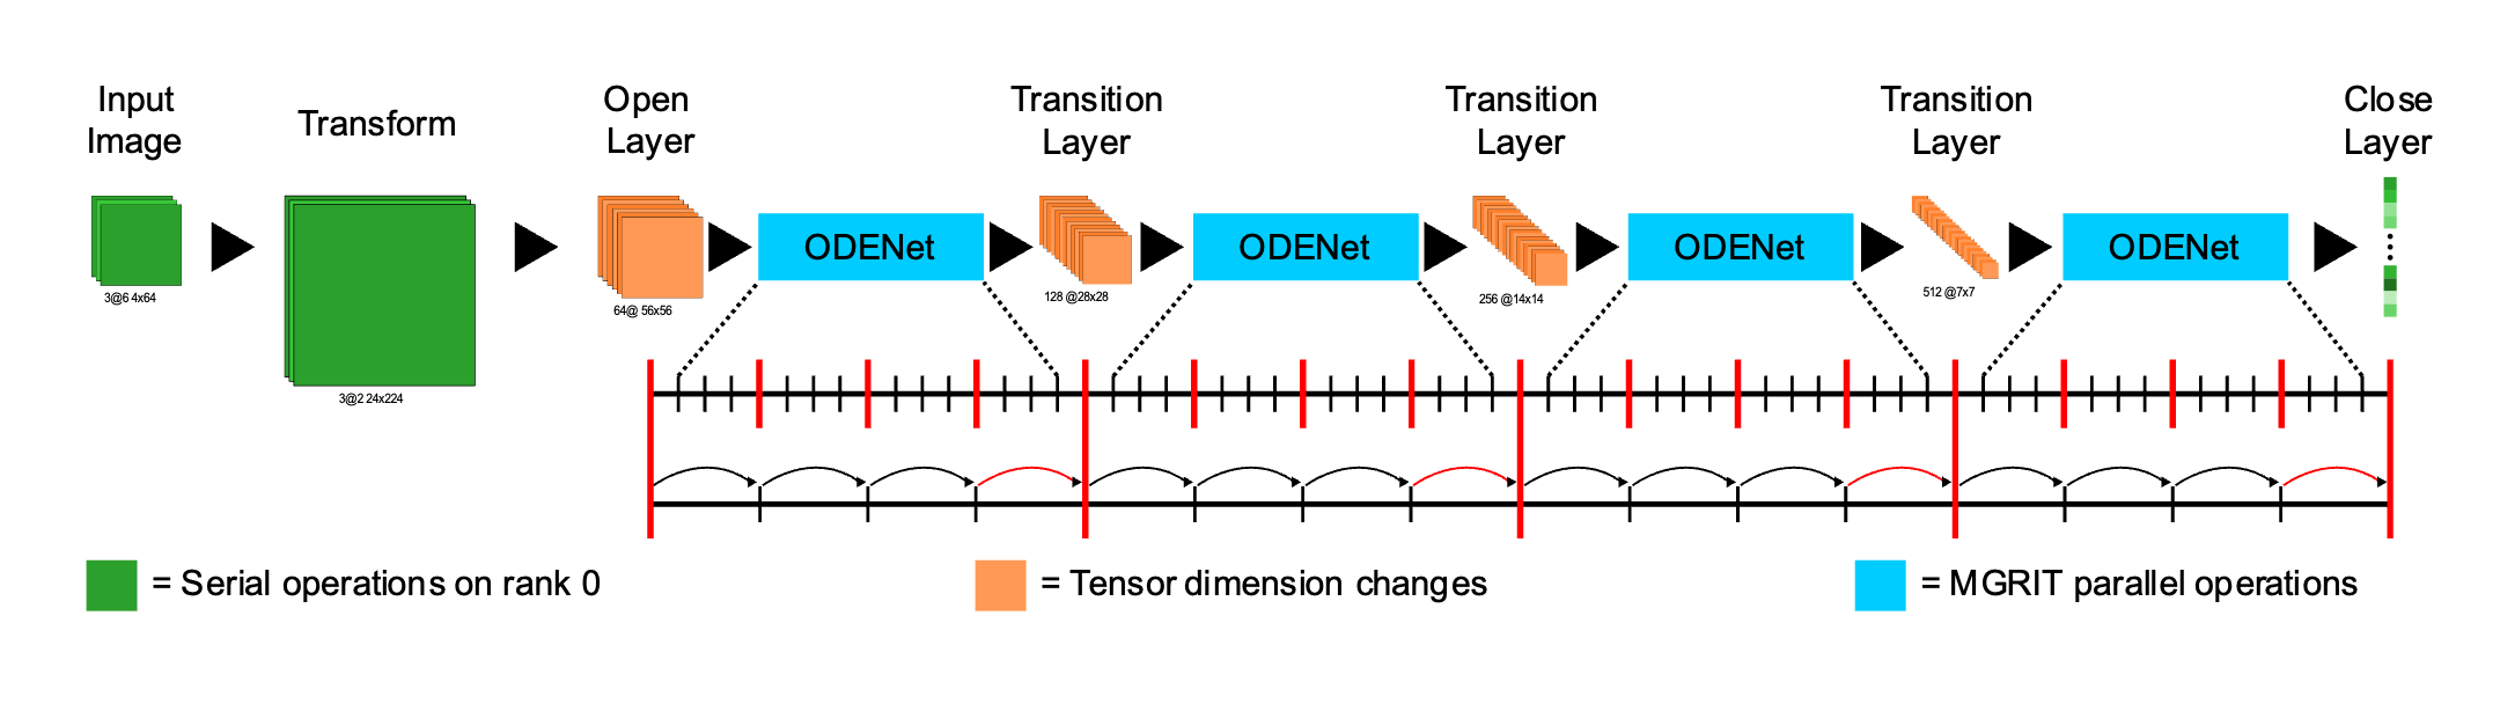 Input
Image
Transform
Open
Layer
Transition
Layer
Transition
Layer
Transition
Layer
Close
Layer
ODENet
ODENet
ODENet
ODENet
3@6 4x64
3@2 24x224
64@ 56x56
128 @28x28
256 @14x14
512 @7x7
= Serial operations on rank 0
= Tensor dimension changes
= MGRIT parallel operations